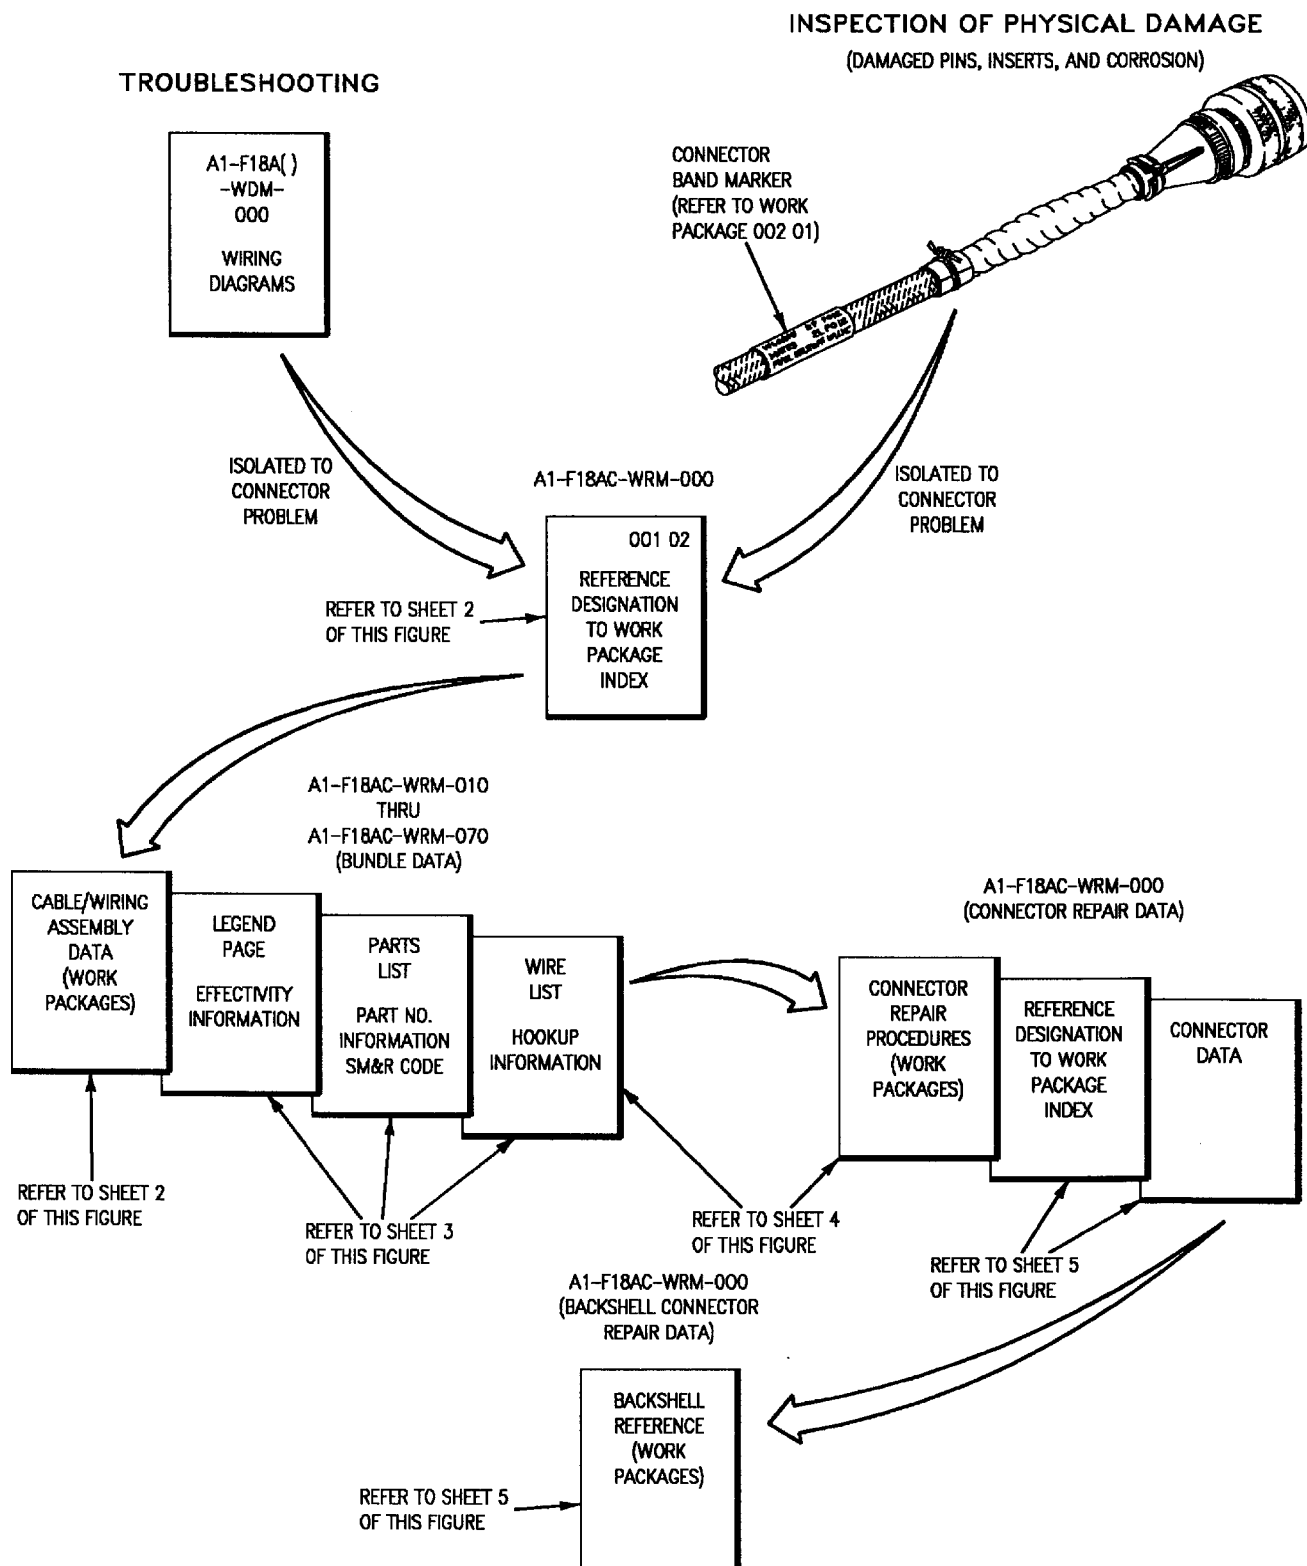 INSPECTION OF PHYSICAL DAMAGE
(DAMAGED PINS, INSERTS, AND CORROSION)
TROUBLESHOOTING
A1-F18A( )
-WDM-
000
WIRING
DIAGRAMS
CONNECTOR
BAND MARKER
(REFER TO WORK
PACKAGE 002 01)
ISOLATED TO
CONNECTOR
PROBLEM
ISOLATED TO
CONNECTOR
PROBLEM
A1-F18AC-WRM-000
001 02
REFERENCE
DESIGNATION
TO WORK
PACKAGE
INDEX
REFER TO SHEET 2
OF THIS FIGURE
A1-F18AC-WRM-010
THRU
A1-F18AC-WRM-070
(BUNDLE DATA)
CABLE/WIRING
ASSEMBLY
DATA
(WORK
PACKAGES)
LEGEND
PAGE
EFFECTIVITY
INFORMATION
PARTS
LIST
PART NO.
INFORMATION
SM&R CODE
WIRE
LIST
HOOKUP
INFORMATION
A1-F18AC-WRM-000
(CONNECTOR REPAIR DATA)
CONNECTOR
REPAIR
PROCEDURES
(WORK
PACKAGES)
REFERENCE
DESIGNATION
TO WORK
PACKAGE
INDEX
CONNECTOR
DATA
REFER TO SHEET 2
OF THIS FIGURE
REFER TO SHEET 3
OF THIS FIGURE
REFER TO SHEET 4
OF THIS FIGURE
REFER TO SHEET 5
OF THIS FIGURE
A1-F18AC-WRM-000
(BACKSHELL CONNECTOR
REPAIR DATA)
BACKSHELL
REFERENCE
(WORK
PACKAGES)
REFER TO SHEET 5
OF THIS FIGURE